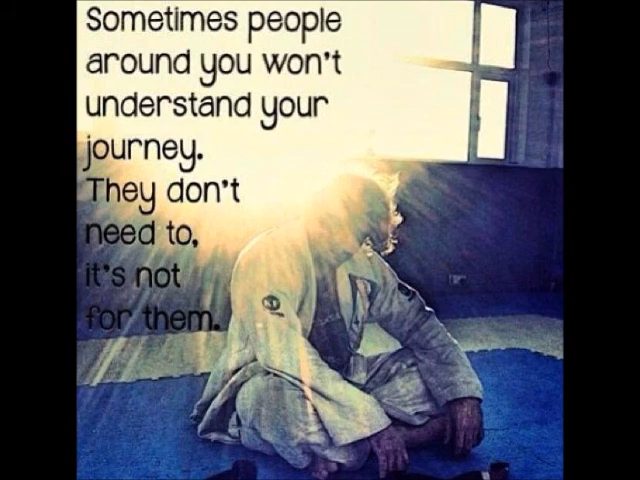 Sometimes people
around you won't
understand your
journey.
They don't
need to,
it's not
for them.